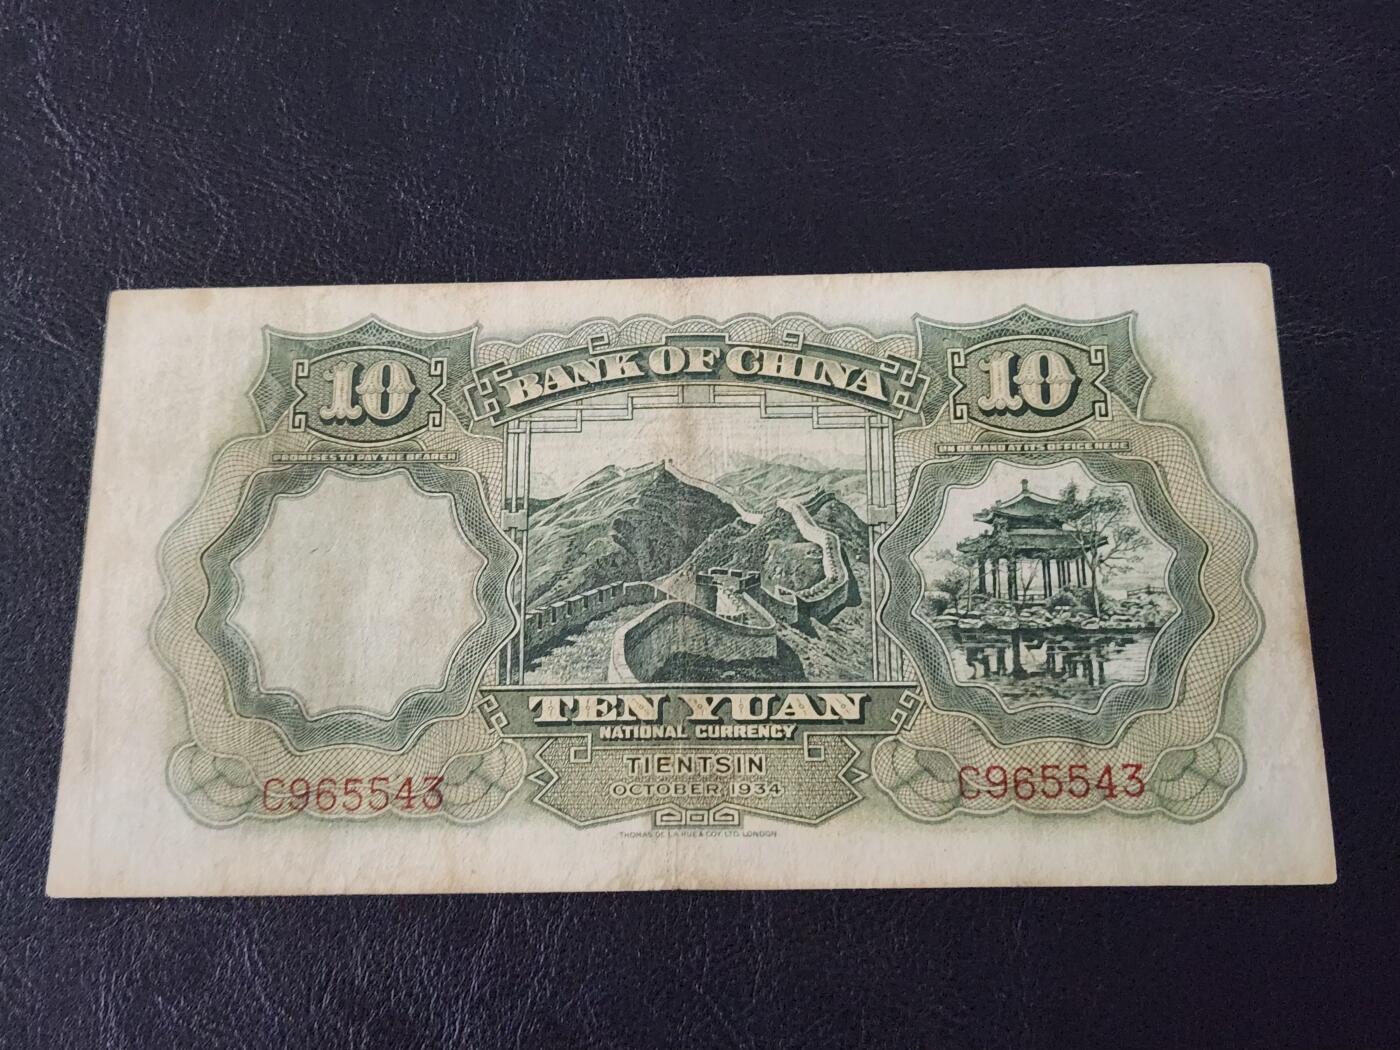 10
BANK OF CHINA
10
PROMISES TO PAY THE BEARER
ON DEMAND AT ITS OFFICE HERE
TEN YUAN
NATIONAL CURRENCY
TIENTSIN
OCTOBER 1934
C965543
C965543
THOMAS DE LA RUE & COY. LTD. LONDON